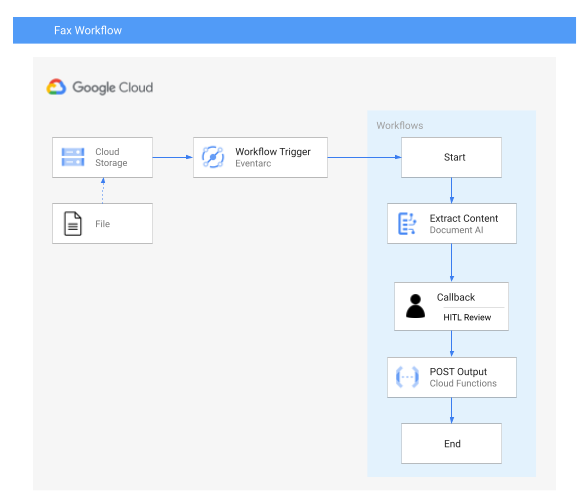 Fax Workflow
Google Cloud
Workflows
Cloud
Storage
Workflow Trigger
Eventarc
Start
File
Extract Content
Document AI
Callback
HITL Review
POST Output
Cloud Functions
End